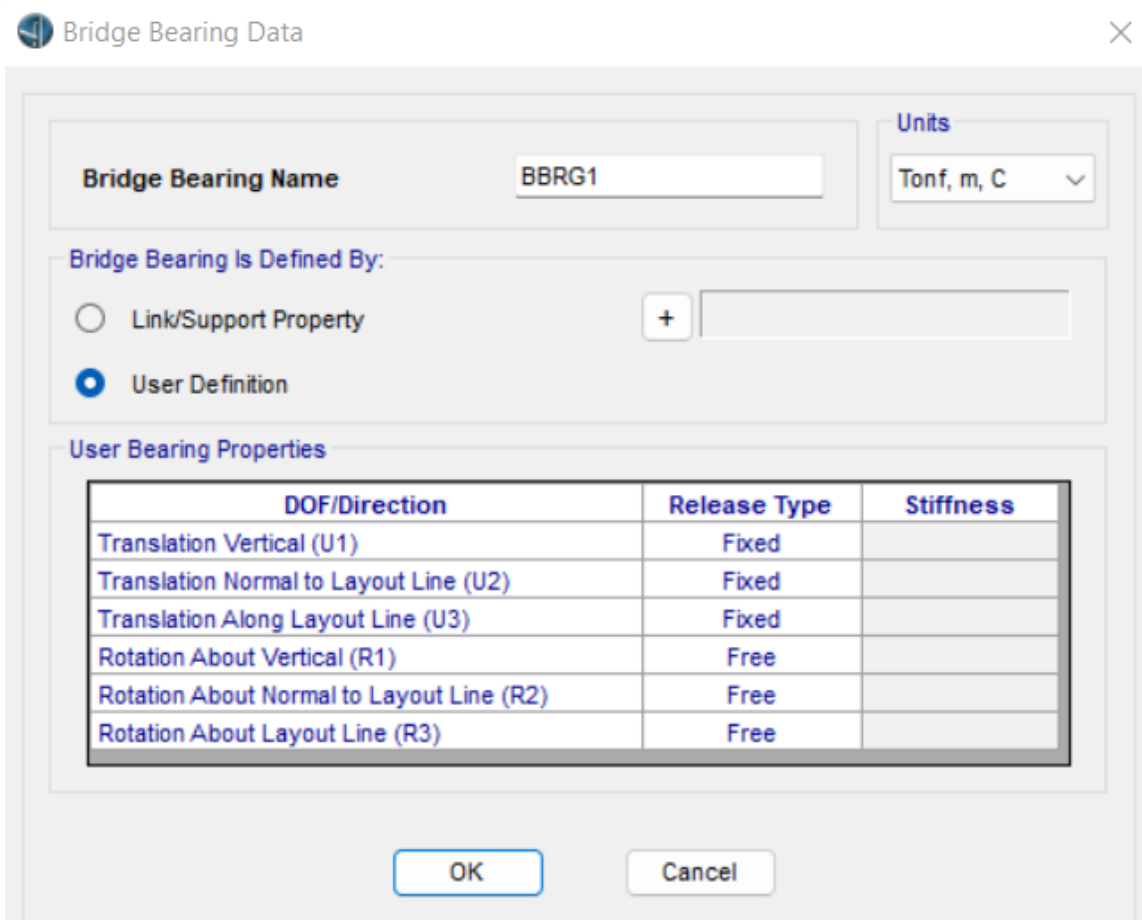 Bridge Bearing Data
Units
Bridge Bearing Name BBRG1 Tonf, m, C
Bridge Bearing Is Defined By:
Link/Support Property +
User Definition
User Bearing Properties
DOF/Direction Release Type Stiffness
Translation Vertical (U1) Fixed
Translation Normal to Layout Line (U2) Fixed
Translation Along Layout Line (U3) Fixed
Rotation About Vertical (R1) Free
Rotation About Normal to Layout Line (R2) Free
Rotation About Layout Line (R3) Free
OK Cancel